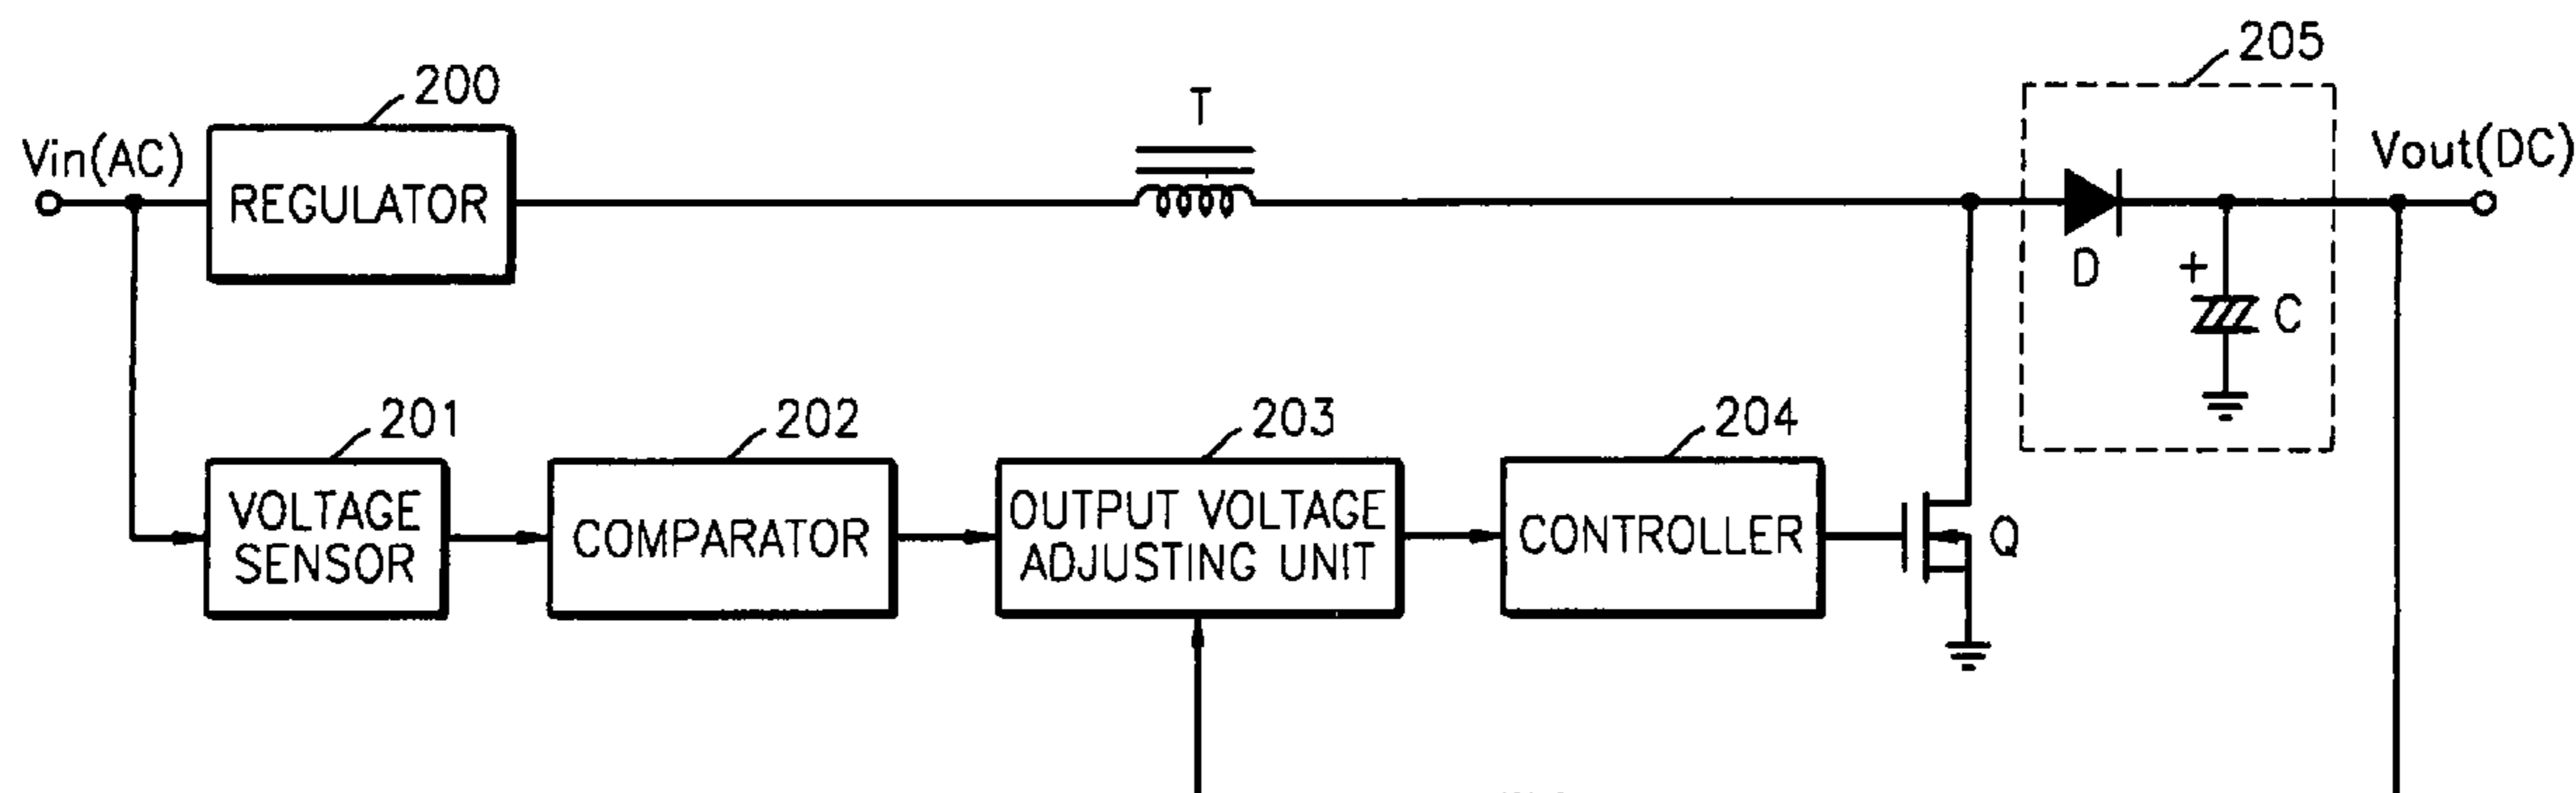 205
200
T
Vin(AC)
Vout(DC)
REGULATOR
D
+
C
201
202
203
204
VOLTAGE
SENSOR
COMPARATOR
OUTPUT VOLTAGE
ADJUSTING UNIT
CONTROLLER
Q